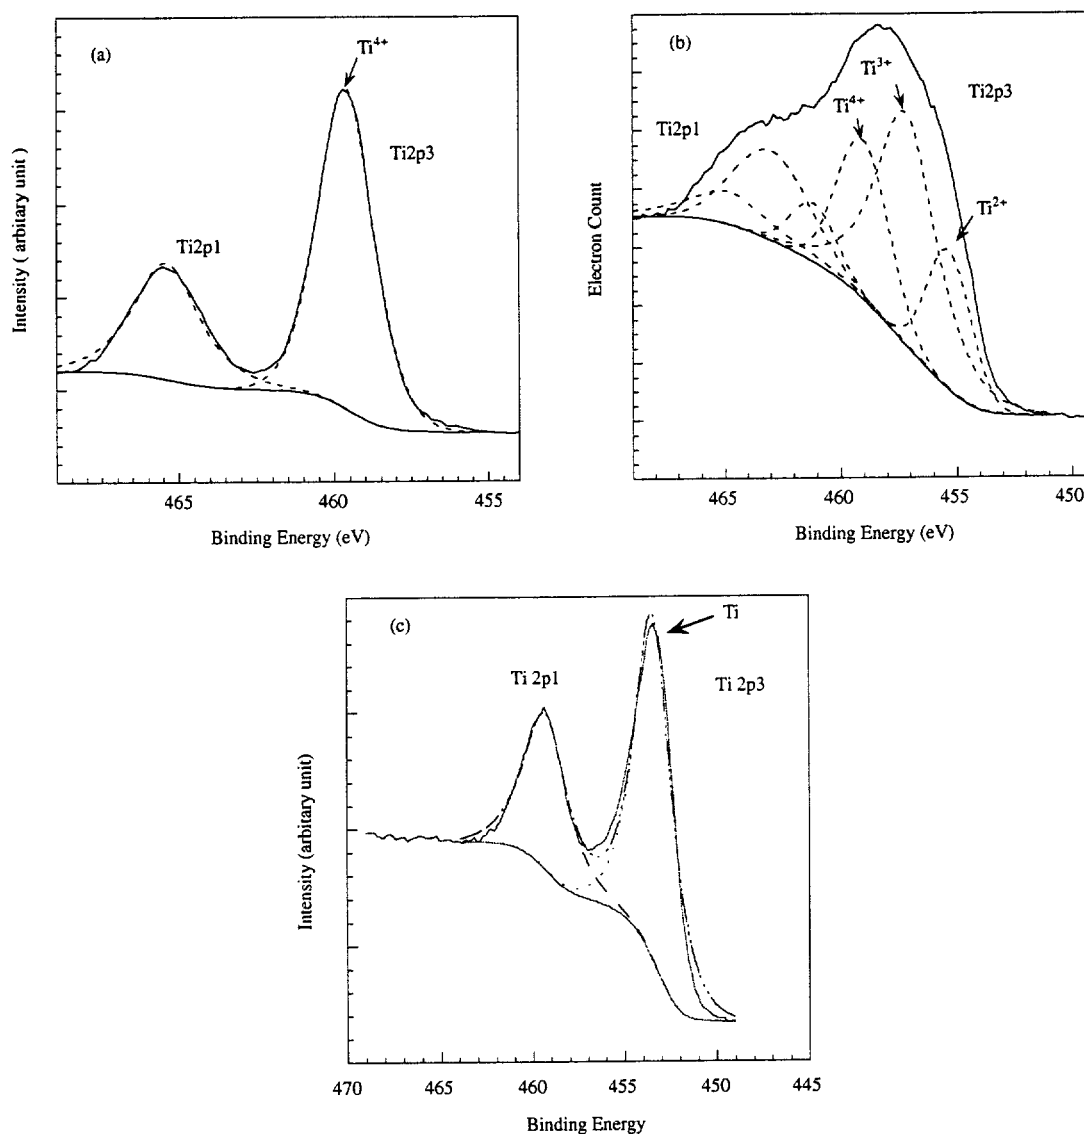 (a)
Ti4+
Ti2p3
Ti2p1
Intensity ( arbitary unit )
465
460
455
Binding Energy (eV)
(b)
Ti3+
Ti4+
Ti2p3
Ti2p1
Ti2+
Electron Count
465
460
455
450
Binding Energy (eV)
(c)
Ti
Ti 2p1
Ti 2p3
Intensity (arbitary unit)
470
465
460
455
450
445
Binding Energy